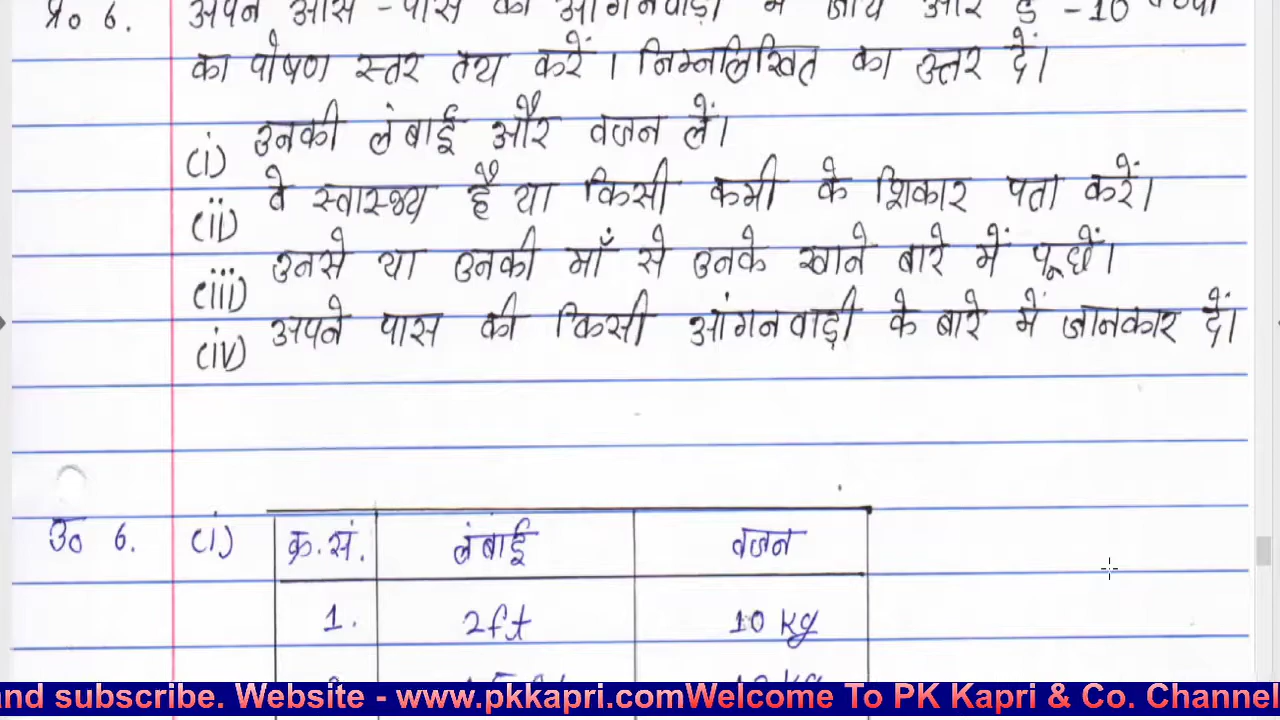 प्र० 6. अपने आस-पास की आंगनवाड़ी में जाये और 8-10
का पोषण स्तर तय करें। निम्नलिखित का उत्तर दें।
(i) उनकी लंबाई और वजन लें।
(ii) वे स्वास्थ्य है या किसी कमी के शिकार पता करें।
(iii) उनसे या उनकी माँ से उनके खाने बारे में पूछें।
(iv) अपने पास की किसी आंगनवाड़ी के बारे में जानकार दें।
उ० 6. (i) क्र.सं. लंबाई वजन
1. 2ft 10 kg
and subscribe. Website - www.pkkapri.comWelcome To PK Kapri & Co. Channel